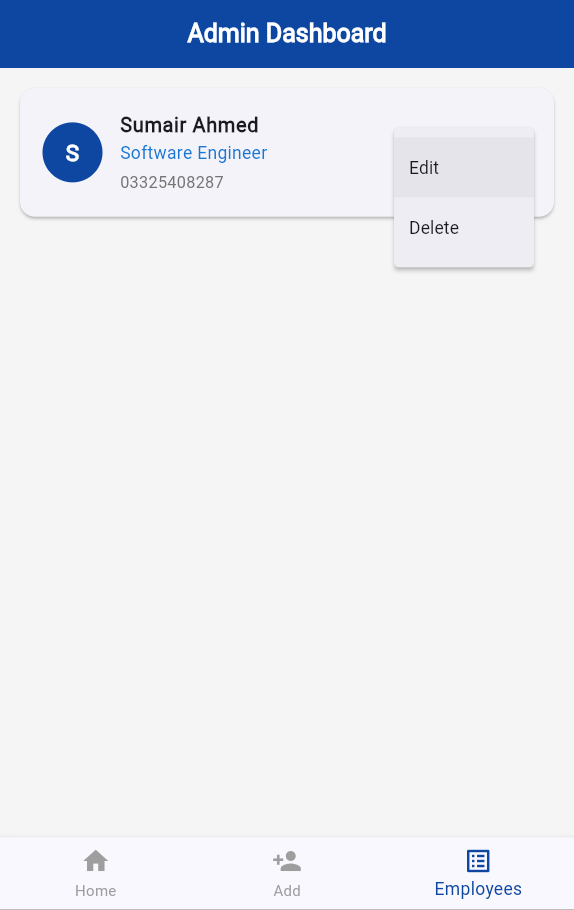 Admin Dashboard
S
Sumair Ahmed
Software Engineer
03325408287
Edit
Delete
Home
Add
Employees